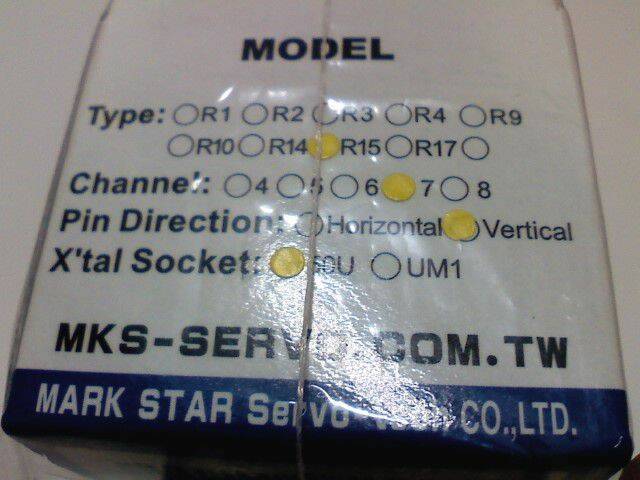 MODEL
Type: R1 R2 R3 R4 R9
R10 R14 R15 R17
Channel: 4 5 6 7 8
Pin Direction: Horizontal Vertical
X'tal Socket: UM1
MKS-SERVO.COM.TW
MARK STAR Servo CO.,LTD.